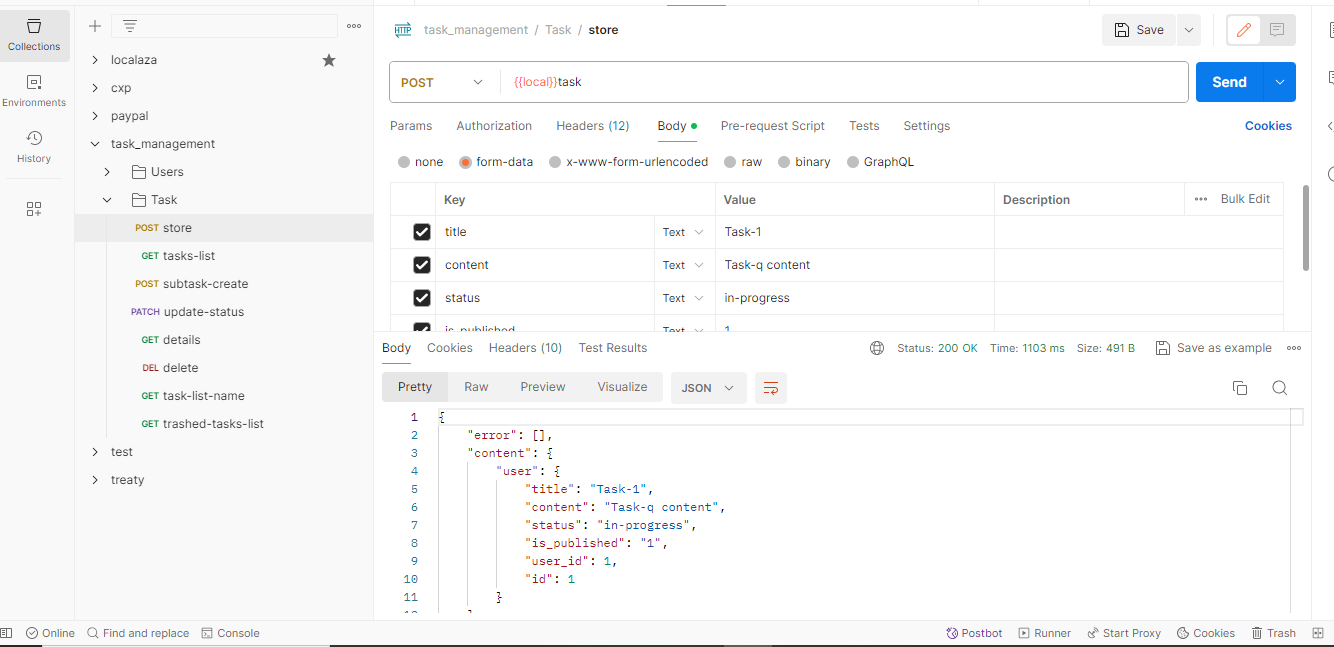 Collections
Environments
History
localaza
cxp
paypal
task_management
Users
Task
POST store
GET tasks-list
POST subtask-create
PATCH update-status
GET details
DEL delete
GET task-list-name
GET trashed-tasks-list
test
treaty
HTTP task_management / Task / store
Save
POST {{local}}task
Send
Params Authorization Headers (12) Body Pre-request Script Tests Settings Cookies
none form-data x-www-form-urlencoded raw binary GraphQL
Key Value Description Bulk Edit
title Text Task-1
content Text Task-q content
status Text in-progress
is_published Text 1
Body Cookies Headers (10) Test Results Status: 200 OK Time: 1103 ms Size: 491 B Save as example
Pretty Raw Preview Visualize JSON
1 {
2 "error": [],
3 "content": {
4 "user": {
5 "title": "Task-1",
6 "content": "Task-q content",
7 "status": "in-progress",
8 "is_published": "1",
9 "user_id": 1,
10 "id": 1
11 }
Online Find and replace Console Postbot Runner Start Proxy Cookies Trash